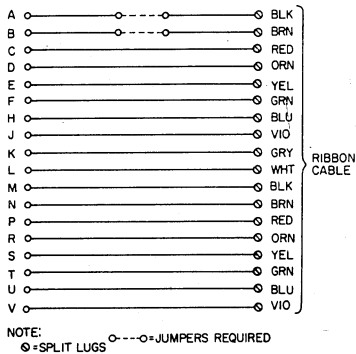 A BLK
B BRN
C RED
D ORN
E YEL
F GRN
H BLU
J VIO
K GRY
L WHT
RIBBON
CABLE
M BLK
N BRN
P RED
R ORN
S YEL
T GRN
U BLU
V VIO
NOTE:
=JUMPERS REQUIRED
=SPLIT LUGS